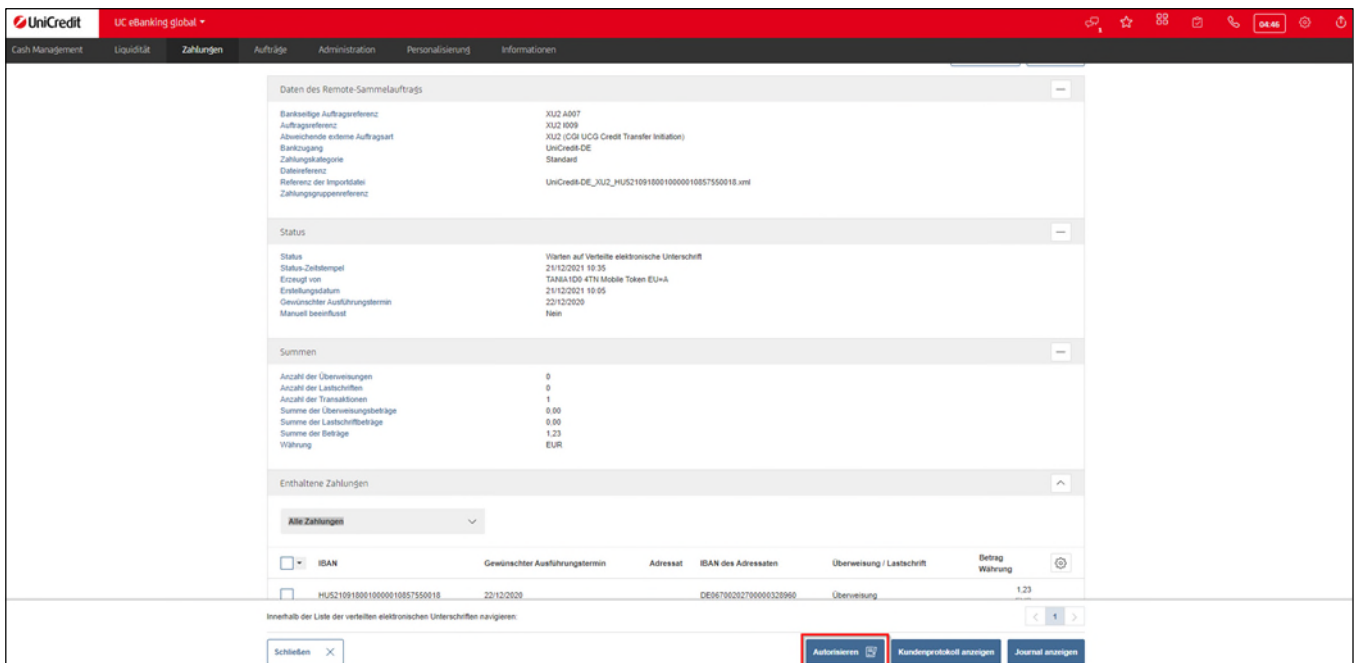 UniCredit
UC eBanking global
1
04:46
Cash Management Liquidität Zahlungen Aufträge Administration Personalisierung Informationen
Daten des Remote-Sammelauftrags
Bankseitige Auftragsreferenz XU2 A007
Auftragsreferenz XU2 I009
Abweichende externe Auftragsart XU2 (CGI UCG Credit Transfer Initiation)
Bankzugang UniCredit-DE
Zahlungskategorie Standard
Dateireferenz
Referenz der Importdatei UniCredit-DE_XU2_HU52109180010000010857550018.xml
Zahlungsgruppenreferenz
Status
Status Warten auf Verteilte elektronische Unterschrift
Status-Zeitstempel 21/12/2021 10:35
Erzeugt von TANIA1D0 4TN Mobile Token EU=A
Erstellungsdatum 21/12/2021 10:05
Gewünschter Ausführungstermin 22/12/2020
Manuell beeinflusst Nein
Summen
Anzahl der Überweisungen 0
Anzahl der Lastschriften 0
Anzahl der Transaktionen 1
Summe der Überweisungsbeträge 0,00
Summe der Lastschriftbeträge 0,00
Summe der Beträge 1,23
Währung EUR
Enthaltene Zahlungen
Alle Zahlungen
IBAN Gewünschter Ausführungstermin Adressat IBAN des Adressaten Überweisung / Lastschrift Betrag
Währung
HU52109180010000010857550018 22/12/2020 DE06700202700000328960 Überweisung 1,23
Innerhalb der Liste der verteilten elektronischen Unterschriften navigieren: 1
Schließen Autorisieren Kundenprotokoll anzeigen Journal anzeigen